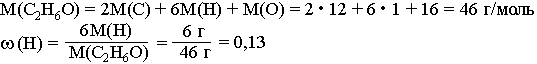 M(C₂H₆O) = 2M(C) + 6M(H) + M(O) = 2 • 12 + 6 • 1 + 16 = 46 г/моль
ω (H) = 6M(H) / M(C₂H₆O) = 6 г / 46 г = 0,13